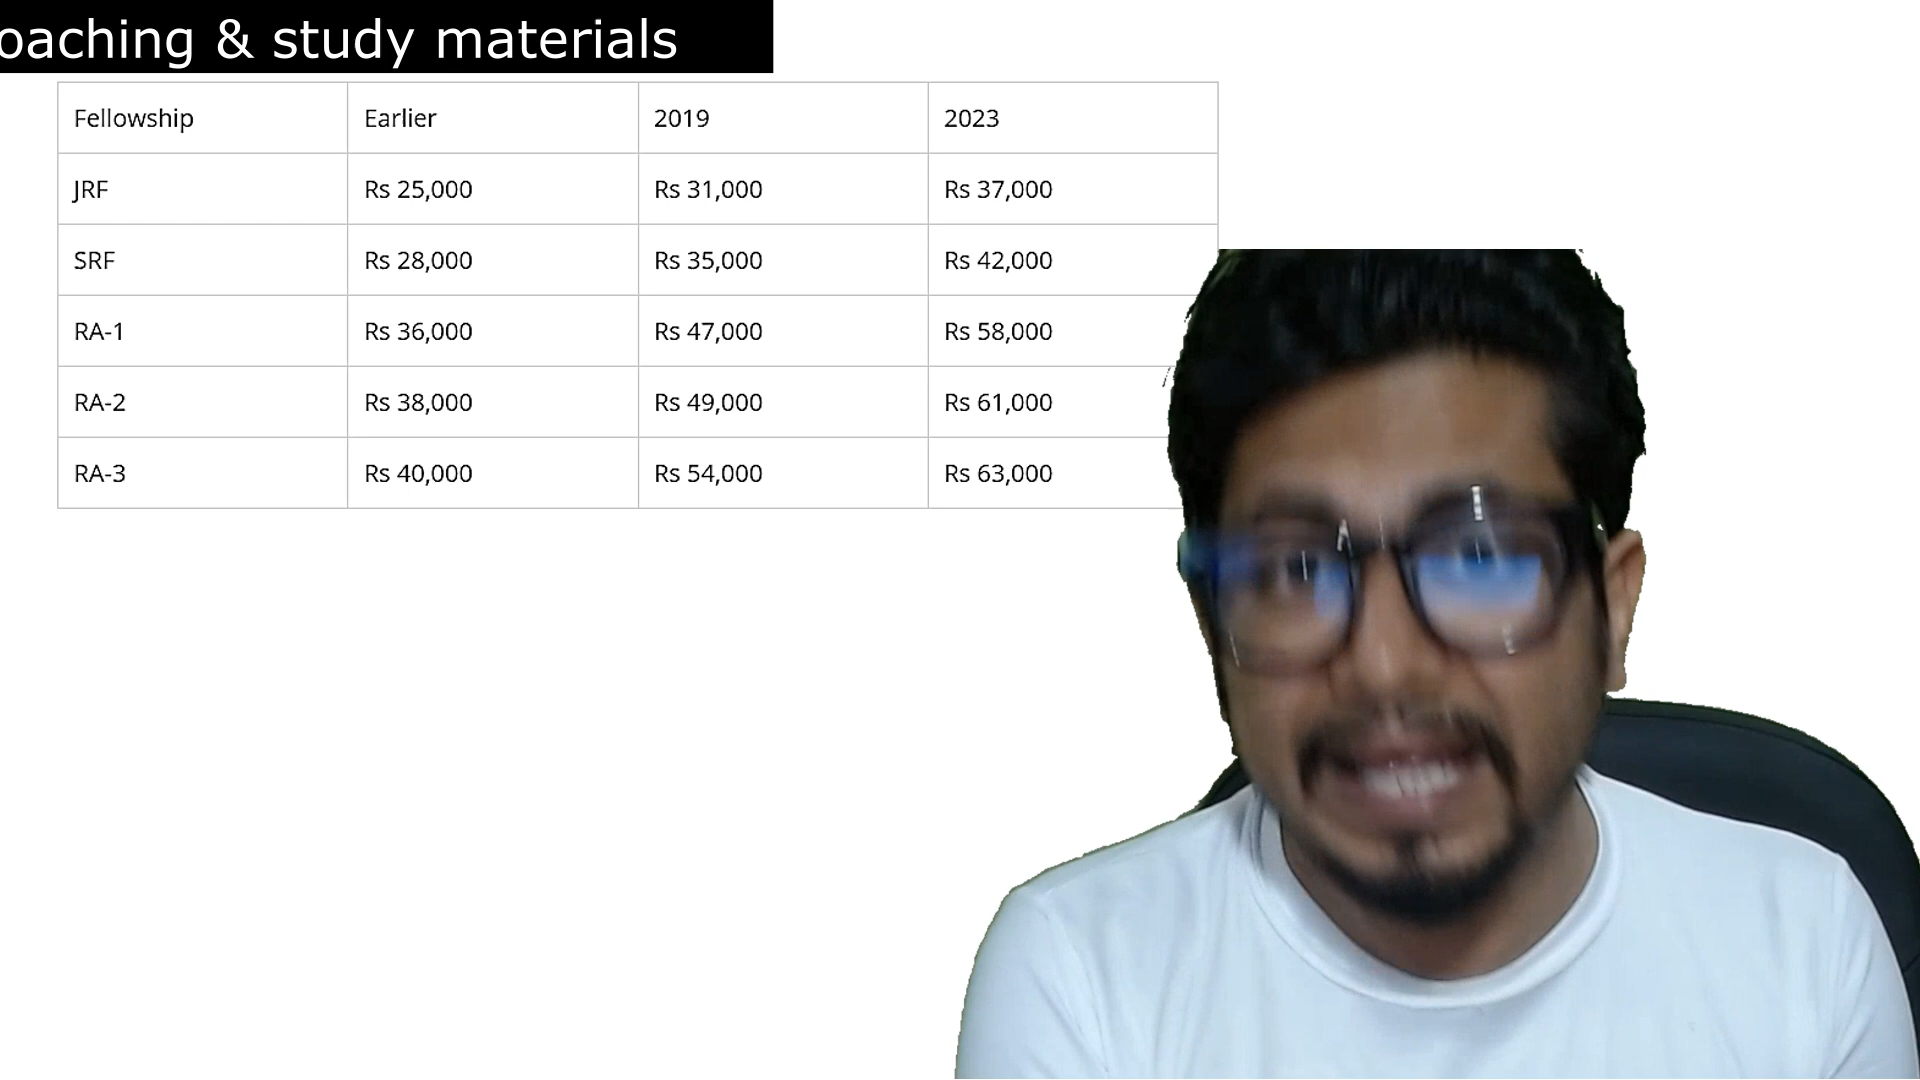 oaching & study materials
Fellowship Earlier 2019 2023
JRF Rs 25,000 Rs 31,000 Rs 37,000
SRF Rs 28,000 Rs 35,000 Rs 42,000
RA-1 Rs 36,000 Rs 47,000 Rs 58,000
RA-2 Rs 38,000 Rs 49,000 Rs 61,000
RA-3 Rs 40,000 Rs 54,000 Rs 63,000